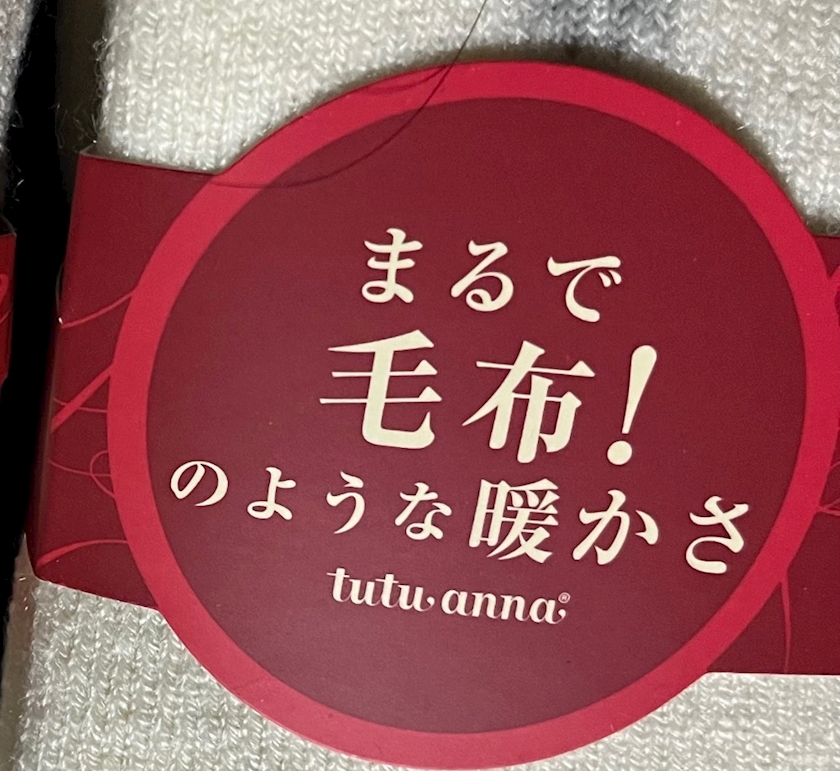 まるで
毛布!
のような暖かさ
tutu anna®